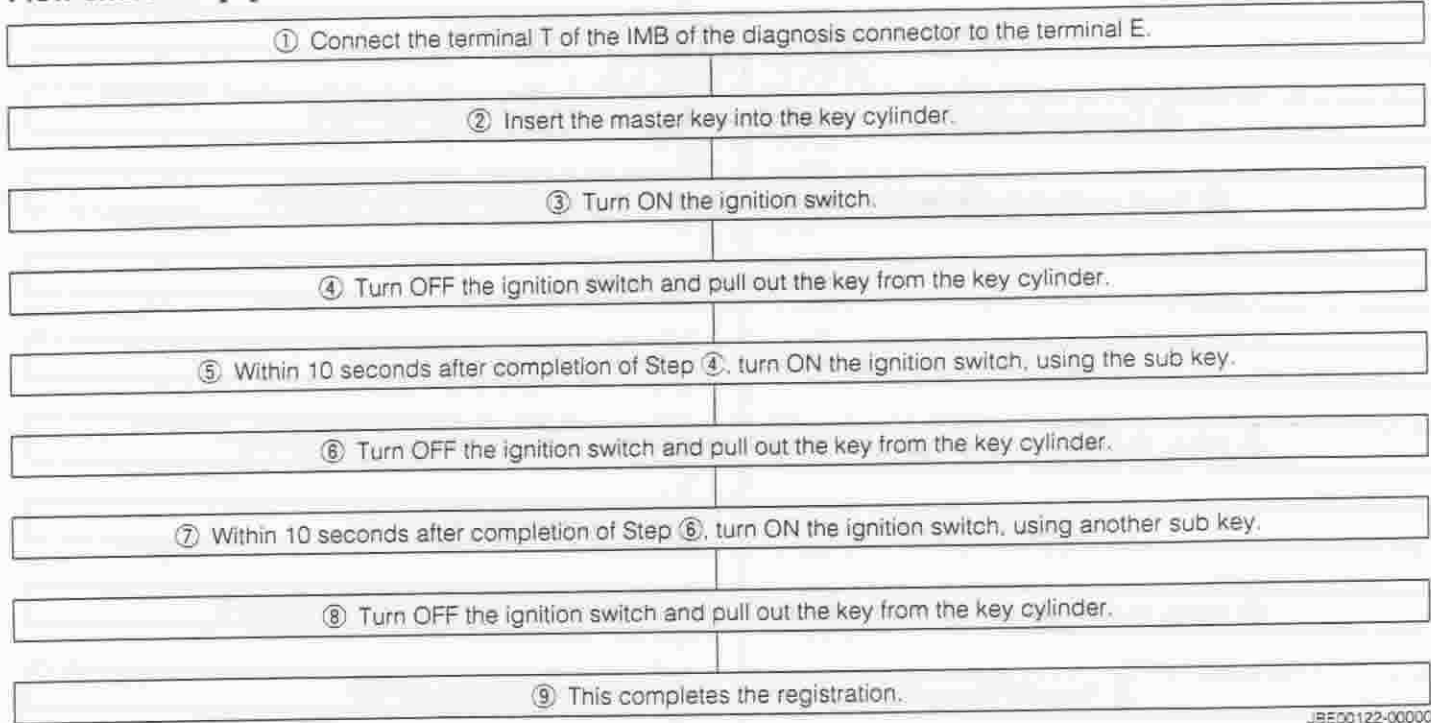 ① Connect the terminal T of the IMB of the diagnosis connector to the terminal E.
② Insert the master key into the key cylinder.
③ Turn ON the ignition switch.
④ Turn OFF the ignition switch and pull out the key from the key cylinder.
⑤ Within 10 seconds after completion of Step ④, turn ON the ignition switch, using the sub key.
⑥ Turn OFF the ignition switch and pull out the key from the key cylinder.
⑦ Within 10 seconds after completion of Step ⑥, turn ON the ignition switch, using another sub key.
⑧ Turn OFF the ignition switch and pull out the key from the key cylinder.
⑨ This completes the registration.
JBE00122-00000